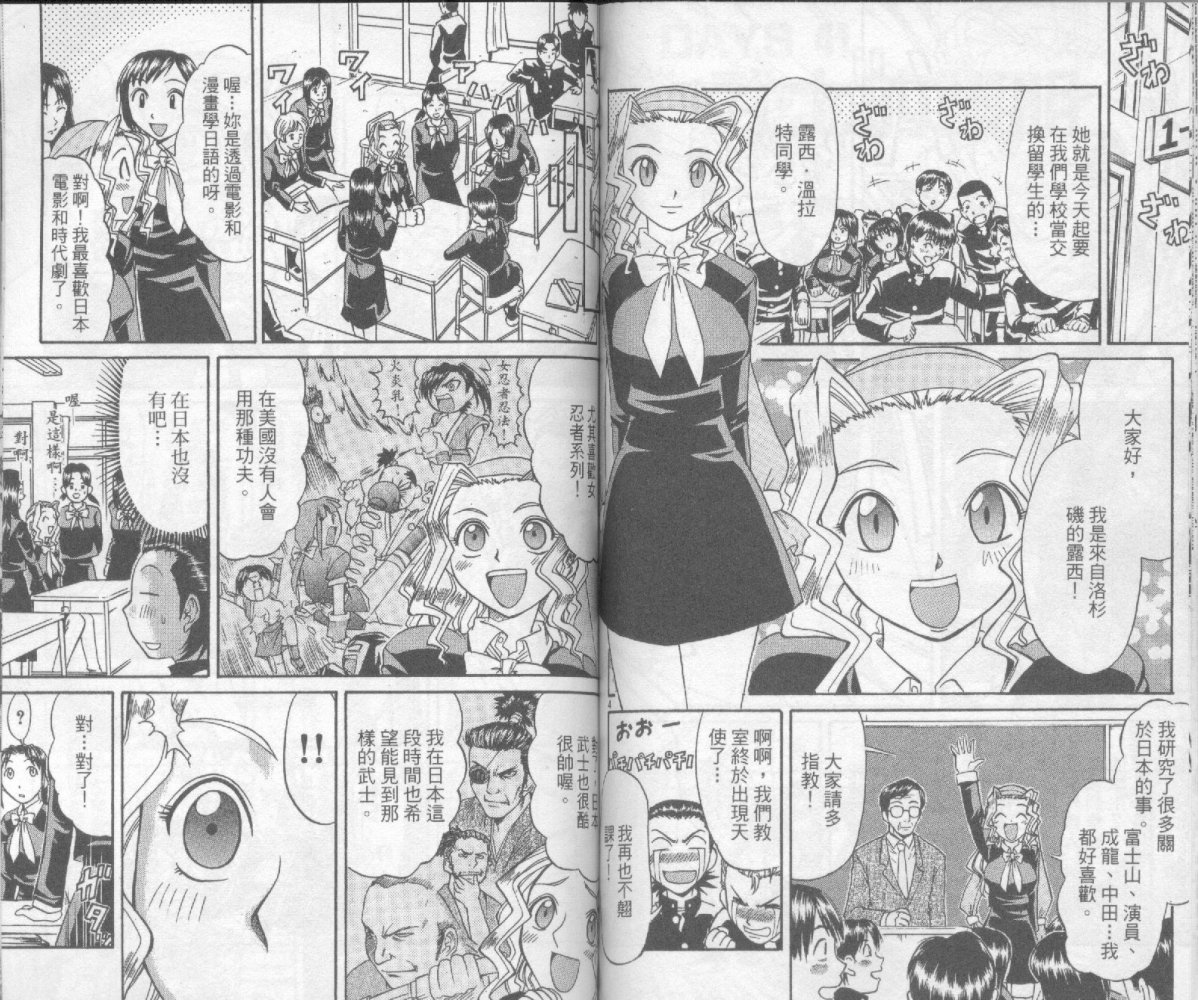 ざわ
ざわ
1-
ざわ
ざわ
她就是今天起要
在我們學校當交
換留學生的…
露西．溫拉
特同學。
大家好，
我是來自洛杉
磯的露西！
我研究了很多關
於日本的事。
富士山、演員、
成龍、中田…我
都好喜歡。
大家請多
指教！
おおー
パチパチパチ
啊啊，我們教
室終於出現天
使了…
我再也不翹
課了！
ワイ
ワイ
アハハ
喔…妳是透過電影和
漫畫學日語的呀。
對啊！我最喜歡日本
電影和時代劇了。
尤其喜歡女
忍者系列！
女忍者忍法！
火炎乳！
在美國沒有人會
用那種功夫。
在日本也沒
有吧…
喔
是這樣啊…
對啊
武士也很酷
很帥喔。
我在日本這
段時間也希
望能見到那
樣的武士。
!!
對…對了！
?
ガタッ